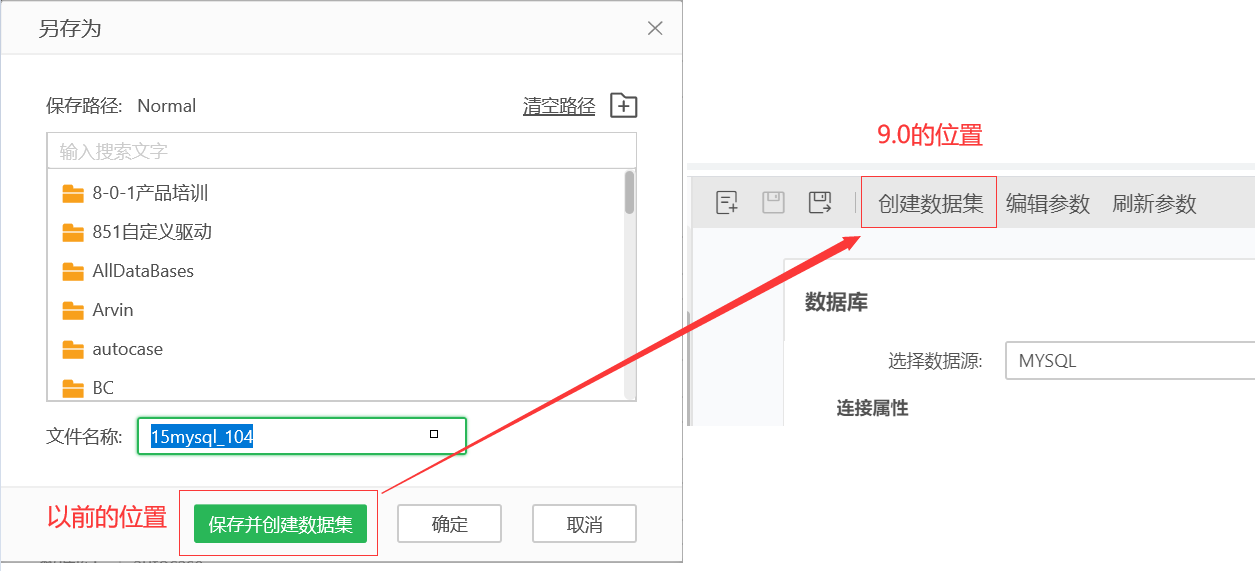 另存为
保存路径: Normal
清空路径
输入搜索文字
8-0-1产品培训
851自定义驱动
AllDataBases
Arvin
autocase
BC
文件名称: 15mysql_104
以前的位置
保存并创建数据集
确定
取消
9.0的位置
创建数据集 编辑参数 刷新参数
数据库
选择数据源: MYSQL
连接属性